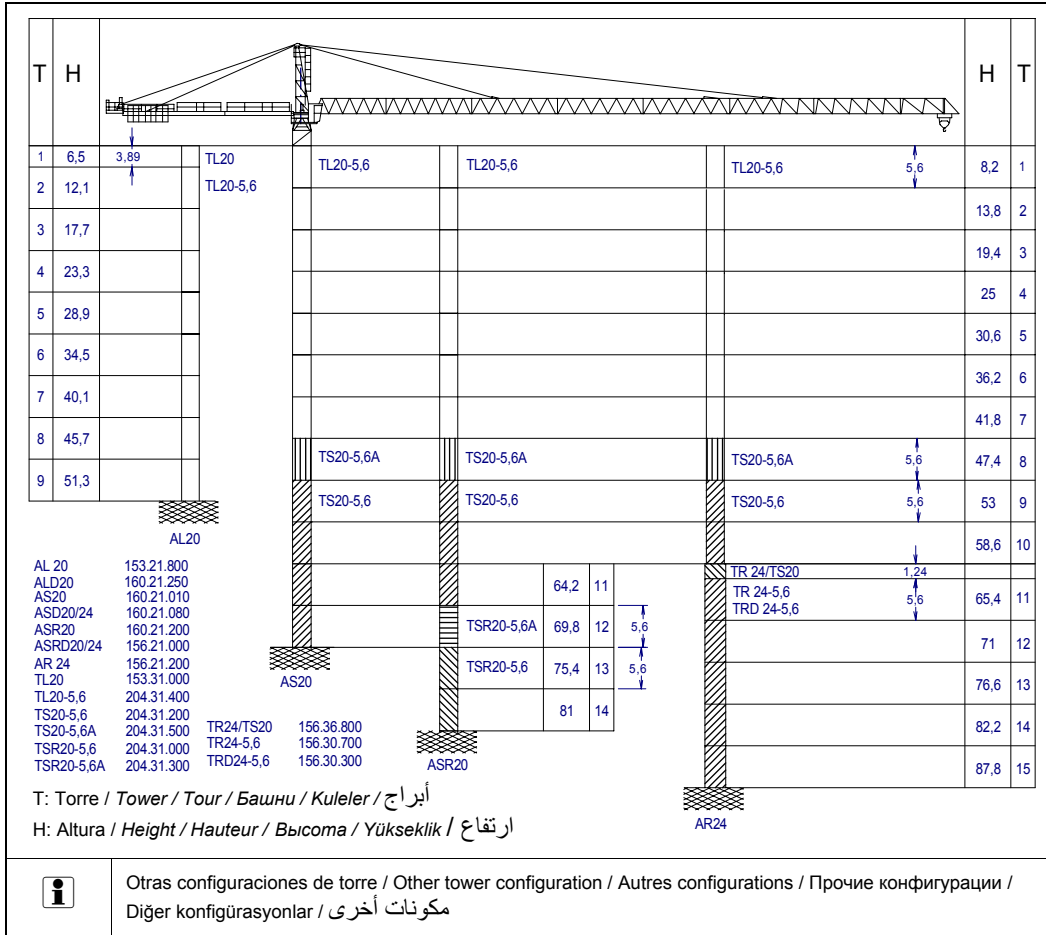 T H H T
1 6,5 3,89 TL20 TL20-5,6 TL20-5,6 TL20-5,6 5,6 8,2 1
2 12,1 TL20-5,6 13,8 2
3 17,7 19,4 3
4 23,3 25 4
5 28,9 30,6 5
6 34,5 36,2 6
7 40,1 41,8 7
8 45,7 TS20-5,6A TS20-5,6A TS20-5,6A 5,6 47,4 8
9 51,3 TS20-5,6 TS20-5,6 TS20-5,6 5,6 53 9
AL20 58,6 10
TR 24/TS20 1,24
64,2 11 TR 24-5,6 5,6 65,4 11
TRD 24-5,6
TSR20-5,6A 69,8 12 5,6 71 12
TSR20-5,6 75,4 13 5,6 76,6 13
AS20
81 14 82,2 14
ASR20 87,8 15
AR24
AL 20 153.21.800
ALD20 160.21.250
AS20 160.21.010
ASD20/24 160.21.080
ASR20 160.21.200
ASRD20/24 156.21.000
AR 24 156.21.200
TL20 153.31.000
TL20-5,6 204.31.400
TS20-5,6 204.31.200
TS20-5,6A 204.31.500 TR24/TS20 156.36.800
TSR20-5,6 204.31.000 TR24-5,6 156.30.700
TSR20-5,6A 204.31.300 TRD24-5,6 156.30.300
T: Torre / Tower / Tour / Башни / Kuleler / أبراج
H: Altura / Height / Hauteur / Высота / Yükseklik / ارتفاع
i
Otras configuraciones de torre / Other tower configuration / Autres configurations / Прочие конфигурации /
Diğer konfigürasyonlar / مكونات أخرى